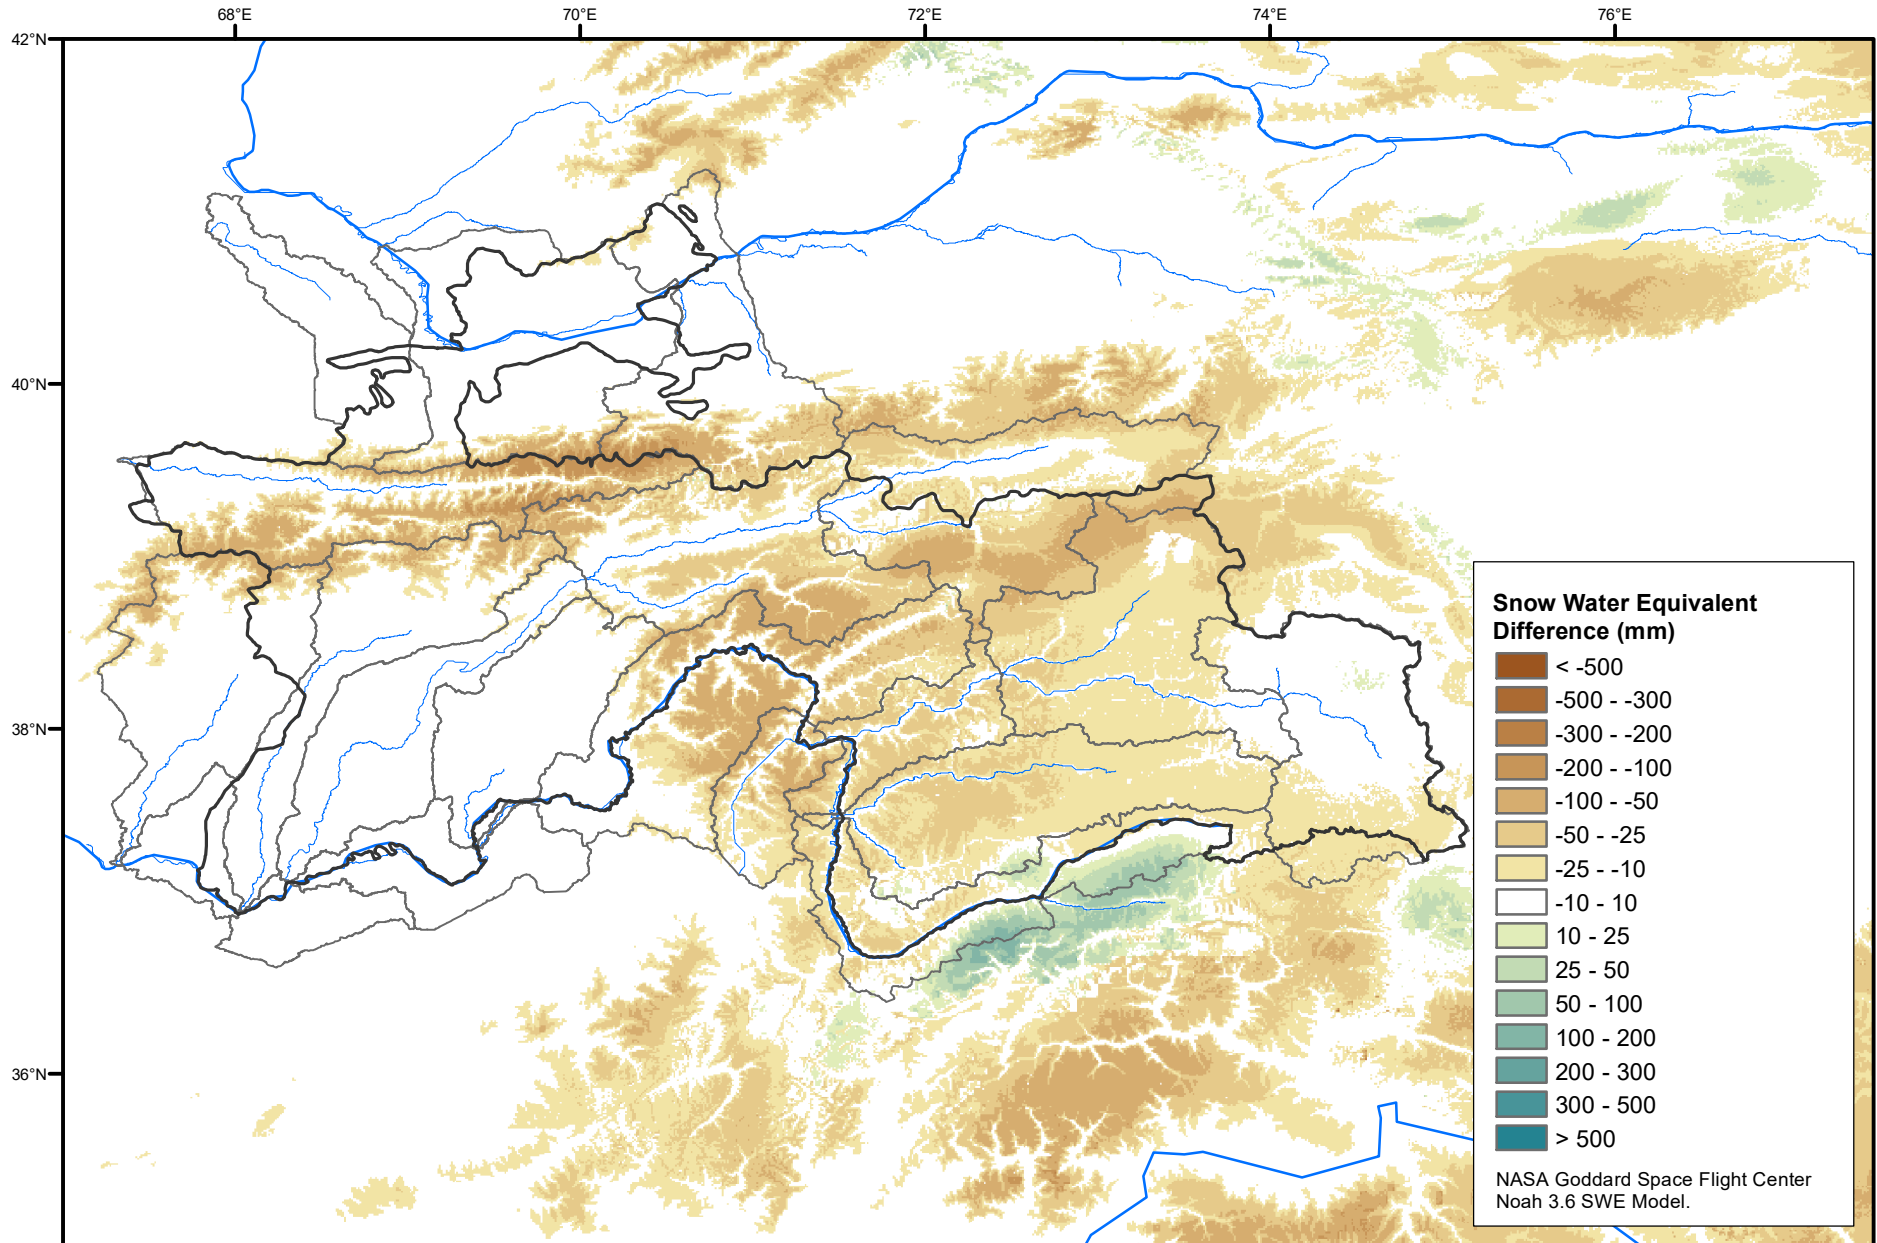 68°E 70°E 72°E 74°E 76°E
42°N
40°N
38°N
36°N
Snow Water Equivalent
Difference (mm)
< -500
-500 - -300
-300 - -200
-200 - -100
-100 - -50
-50 - -25
-25 - -10
-10 - 10
10 - 25
25 - 50
50 - 100
100 - 200
200 - 300
300 - 500
> 500
NASA Goddard Space Flight Center
Noah 3.6 SWE Model.